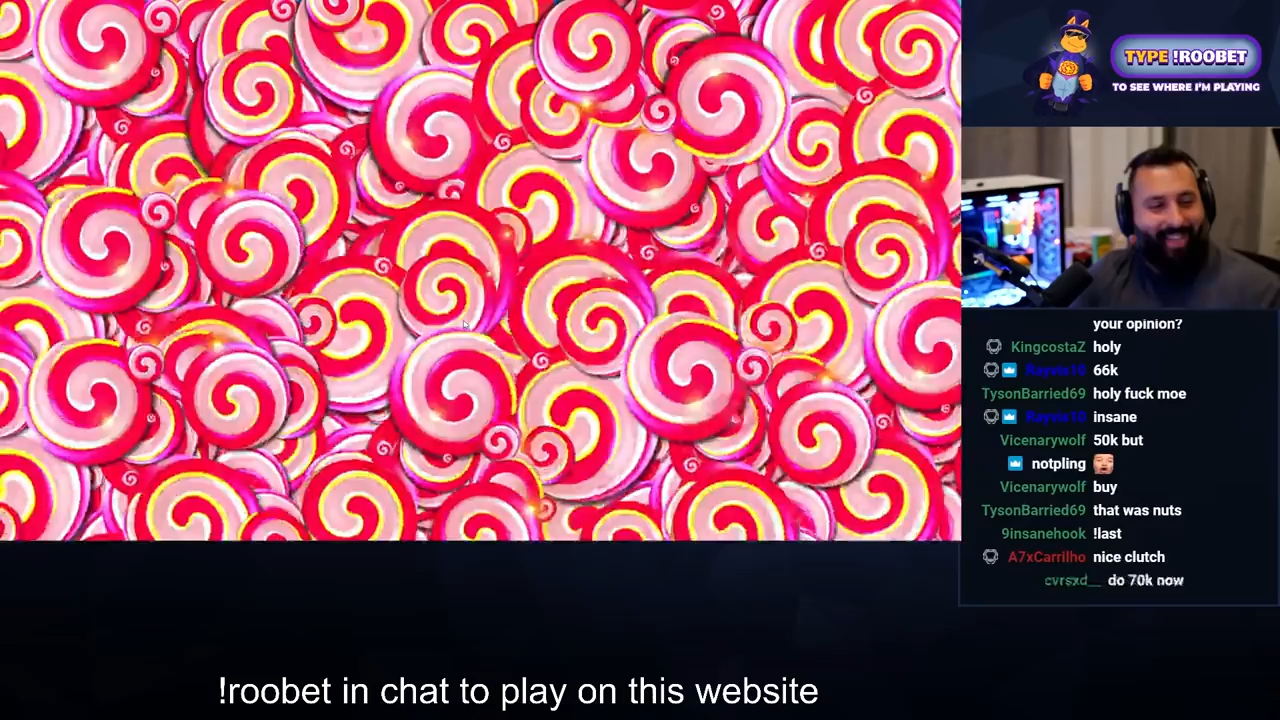 TYPE !ROOBET
TO SEE WHERE I'M PLAYING
your opinion?
KingcostaZ holy
Raysin10 66k
TysonBarried69 holy fuck moe
Raysin10 insane
Vicenarywolf 50k but
notpling
Vicenarywolf buy
TysonBarried69 that was nuts
9insanehook !last
A7xCarrilho nice clutch
cvrsxd__ do 70k now
!roobet in chat to play on this website